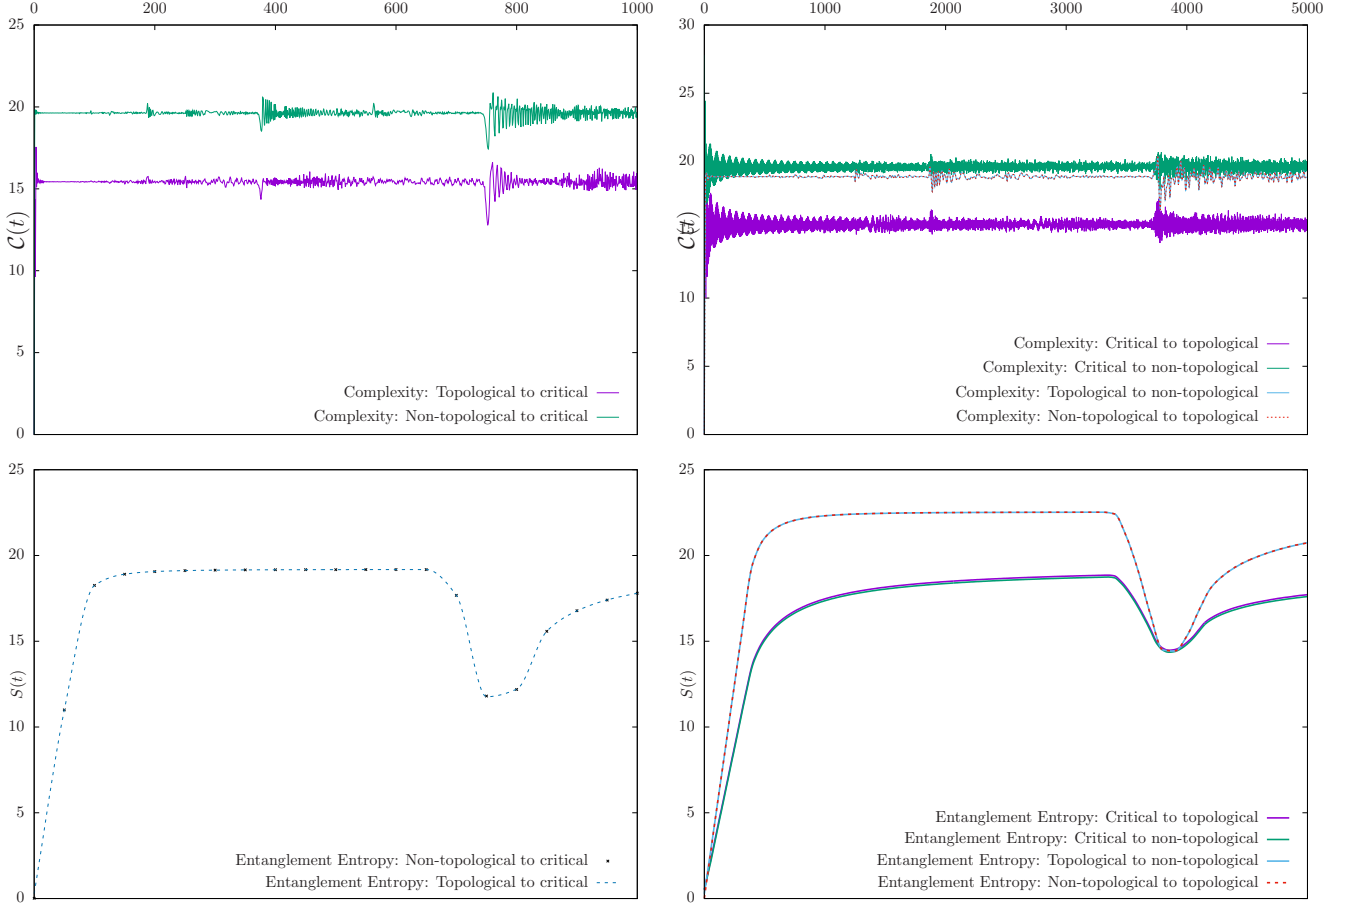 0 200 400 600 800 1000
25
20
15
10
5
0
C(t)
Complexity: Topological to critical
Complexity: Non-topological to critical
0 1000 2000 3000 4000 5000
30
25
20
15
10
5
0
C(t)
Complexity: Critical to topological
Complexity: Critical to non-topological
Complexity: Topological to non-topological
Complexity: Non-topological to topological
25
20
15
10
5
0
S(t)
Entanglement Entropy: Non-topological to critical
Entanglement Entropy: Topological to critical
25
20
15
10
5
0
S(t)
Entanglement Entropy: Critical to topological
Entanglement Entropy: Critical to non-topological
Entanglement Entropy: Topological to non-topological
Entanglement Entropy: Non-topological to topological